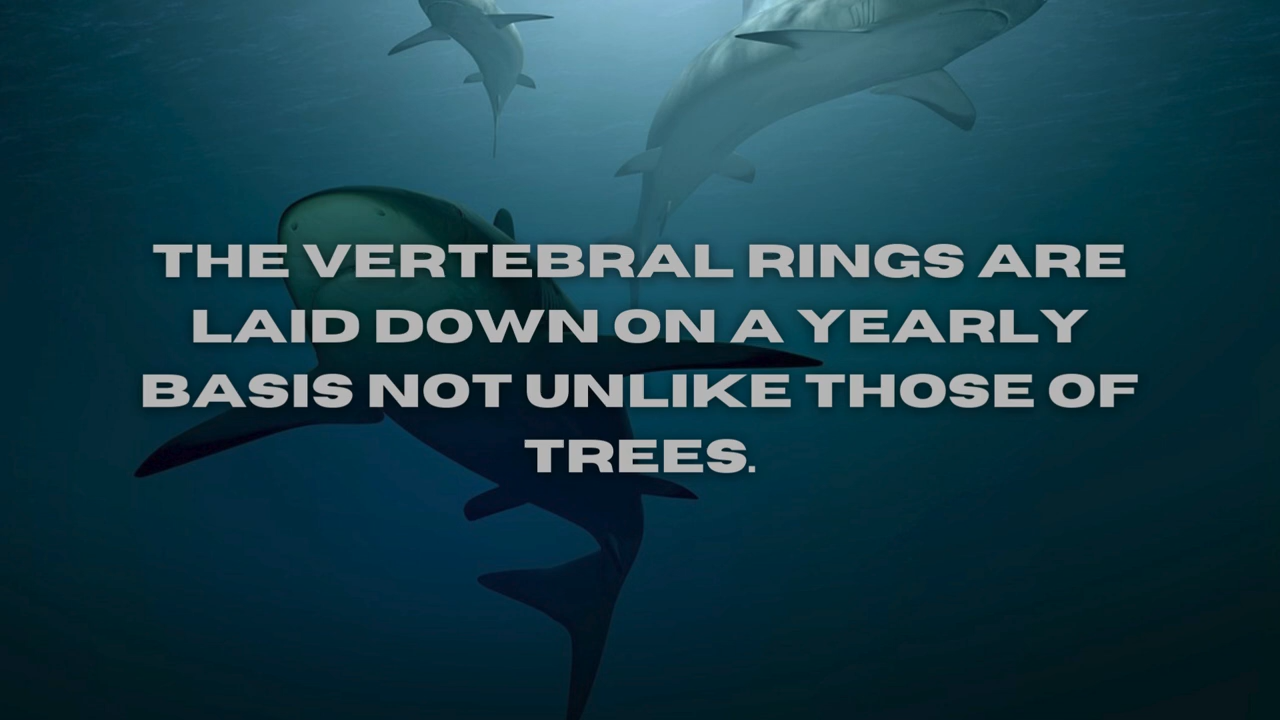 THE VERTEBRAL RINGS ARE
LAID DOWN ON A YEARLY
BASIS NOT UNLIKE THOSE OF
TREES.